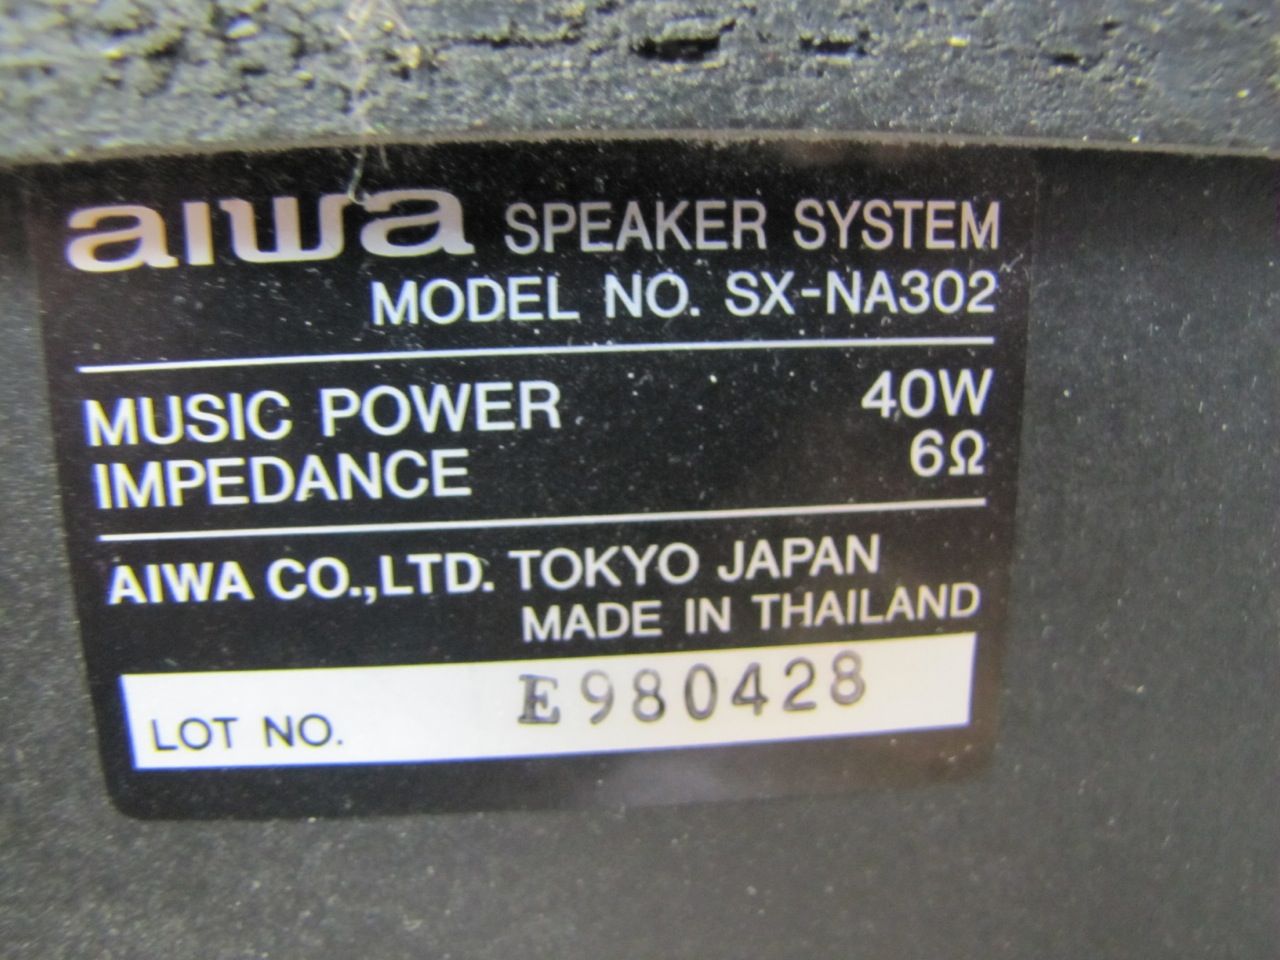 aiwa SPEAKER SYSTEM
MODEL NO. SX-NA302
MUSIC POWER 40W
IMPEDANCE 6Ω
AIWA CO.,LTD. TOKYO JAPAN
MADE IN THAILAND
LOT NO. E980428